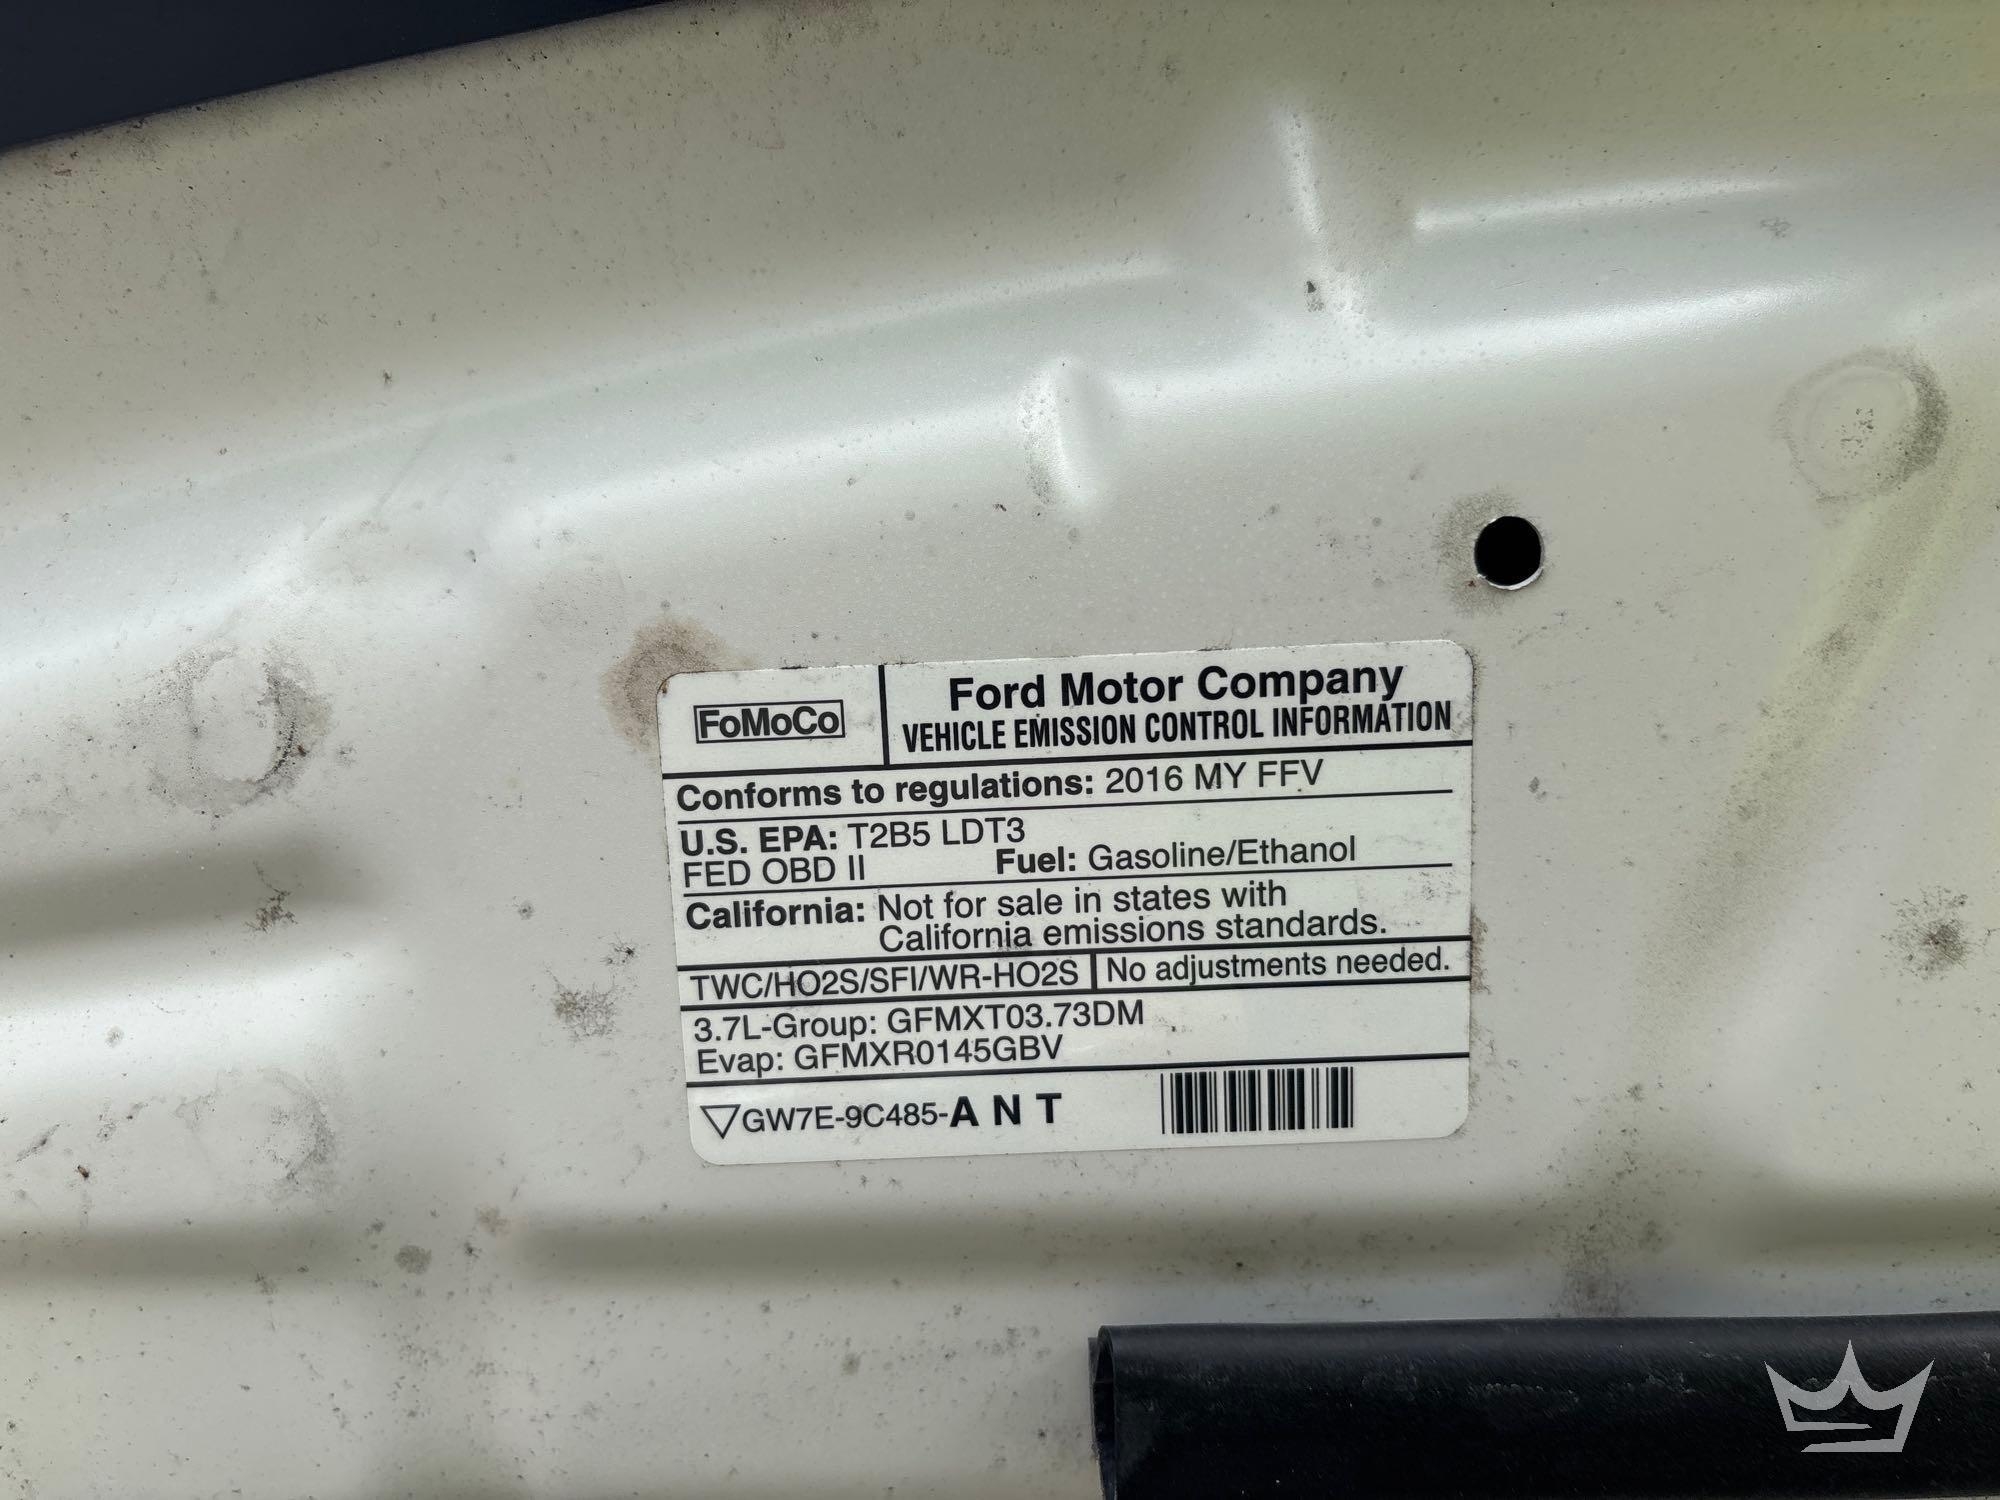 FoMoCo
Ford Motor Company
VEHICLE EMISSION CONTROL INFORMATION
Conforms to regulations: 2016 MY FFV
U.S. EPA: T2B5 LDT3
FED OBD II Fuel: Gasoline/Ethanol
California: Not for sale in states with
California emissions standards.
TWC/HO2S/SFI/WR-HO2S No adjustments needed.
3.7L-Group: GFMXT03.73DM
Evap: GFMXR0145GBV
GW7E-9C485-A N T